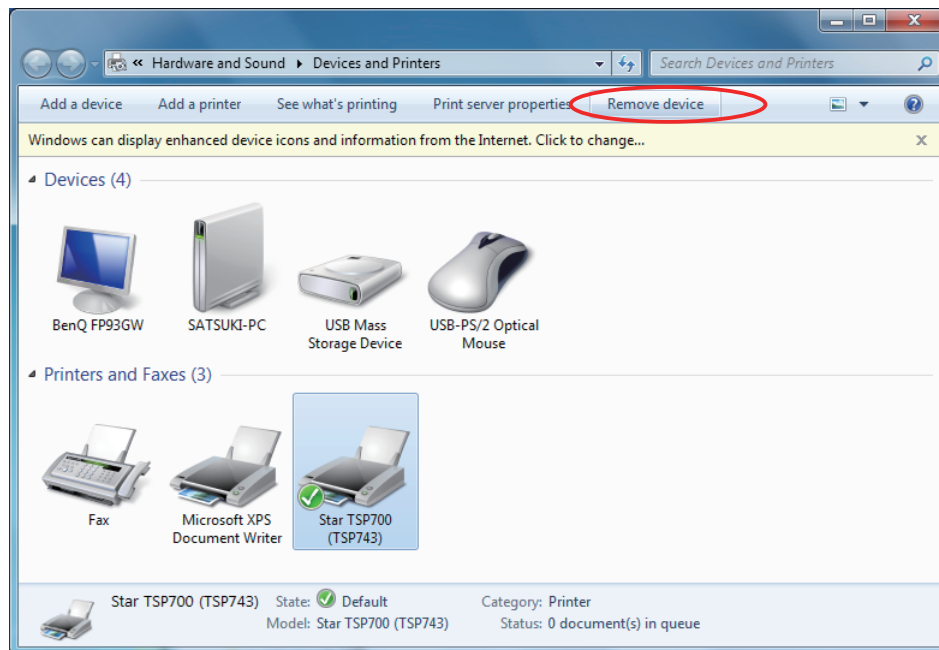 « Hardware and Sound ▸ Devices and Printers Search Devices and Printers
Add a device Add a printer See what's printing Print server properties Remove device
Windows can display enhanced device icons and information from the Internet. Click to change...
Devices (4)
BenQ FP93GW
SATSUKI-PC
USB Mass
Storage Device
USB-PS/2 Optical
Mouse
Printers and Faxes (3)
Fax
Microsoft XPS
Document Writer
Star TSP700
(TSP743)
Star TSP700 (TSP743) State: Default Category: Printer
Model: Star TSP700 (TSP743) Status: 0 document(s) in queue